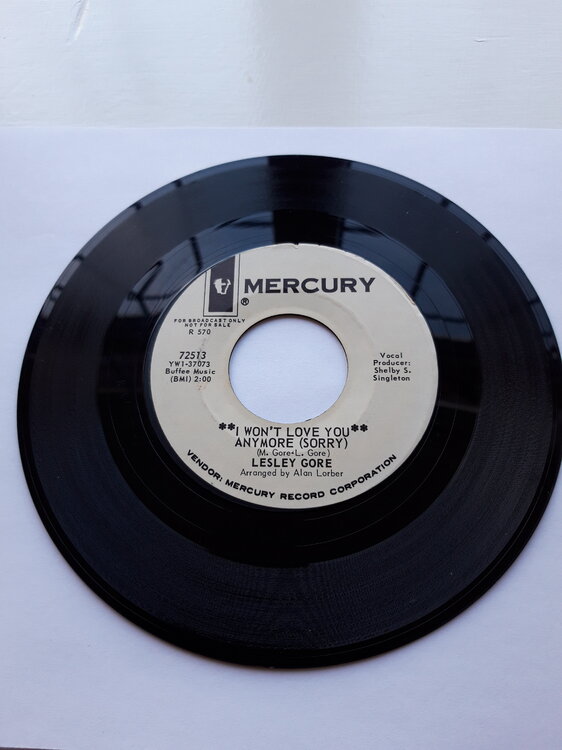 MERCURY
®
FOR BROADCAST ONLY
NOT FOR SALE
R 570
72513
YW1-37073
Buffee Music
(BMI) 2:00
Vocal
Producer:
Shelby S.
Singleton
**I WON'T LOVE YOU**
ANYMORE (SORRY)
(M. Gore-L. Gore)
LESLEY GORE
Arranged by Alan Lorber
VENDOR: MERCURY RECORD CORPORATION